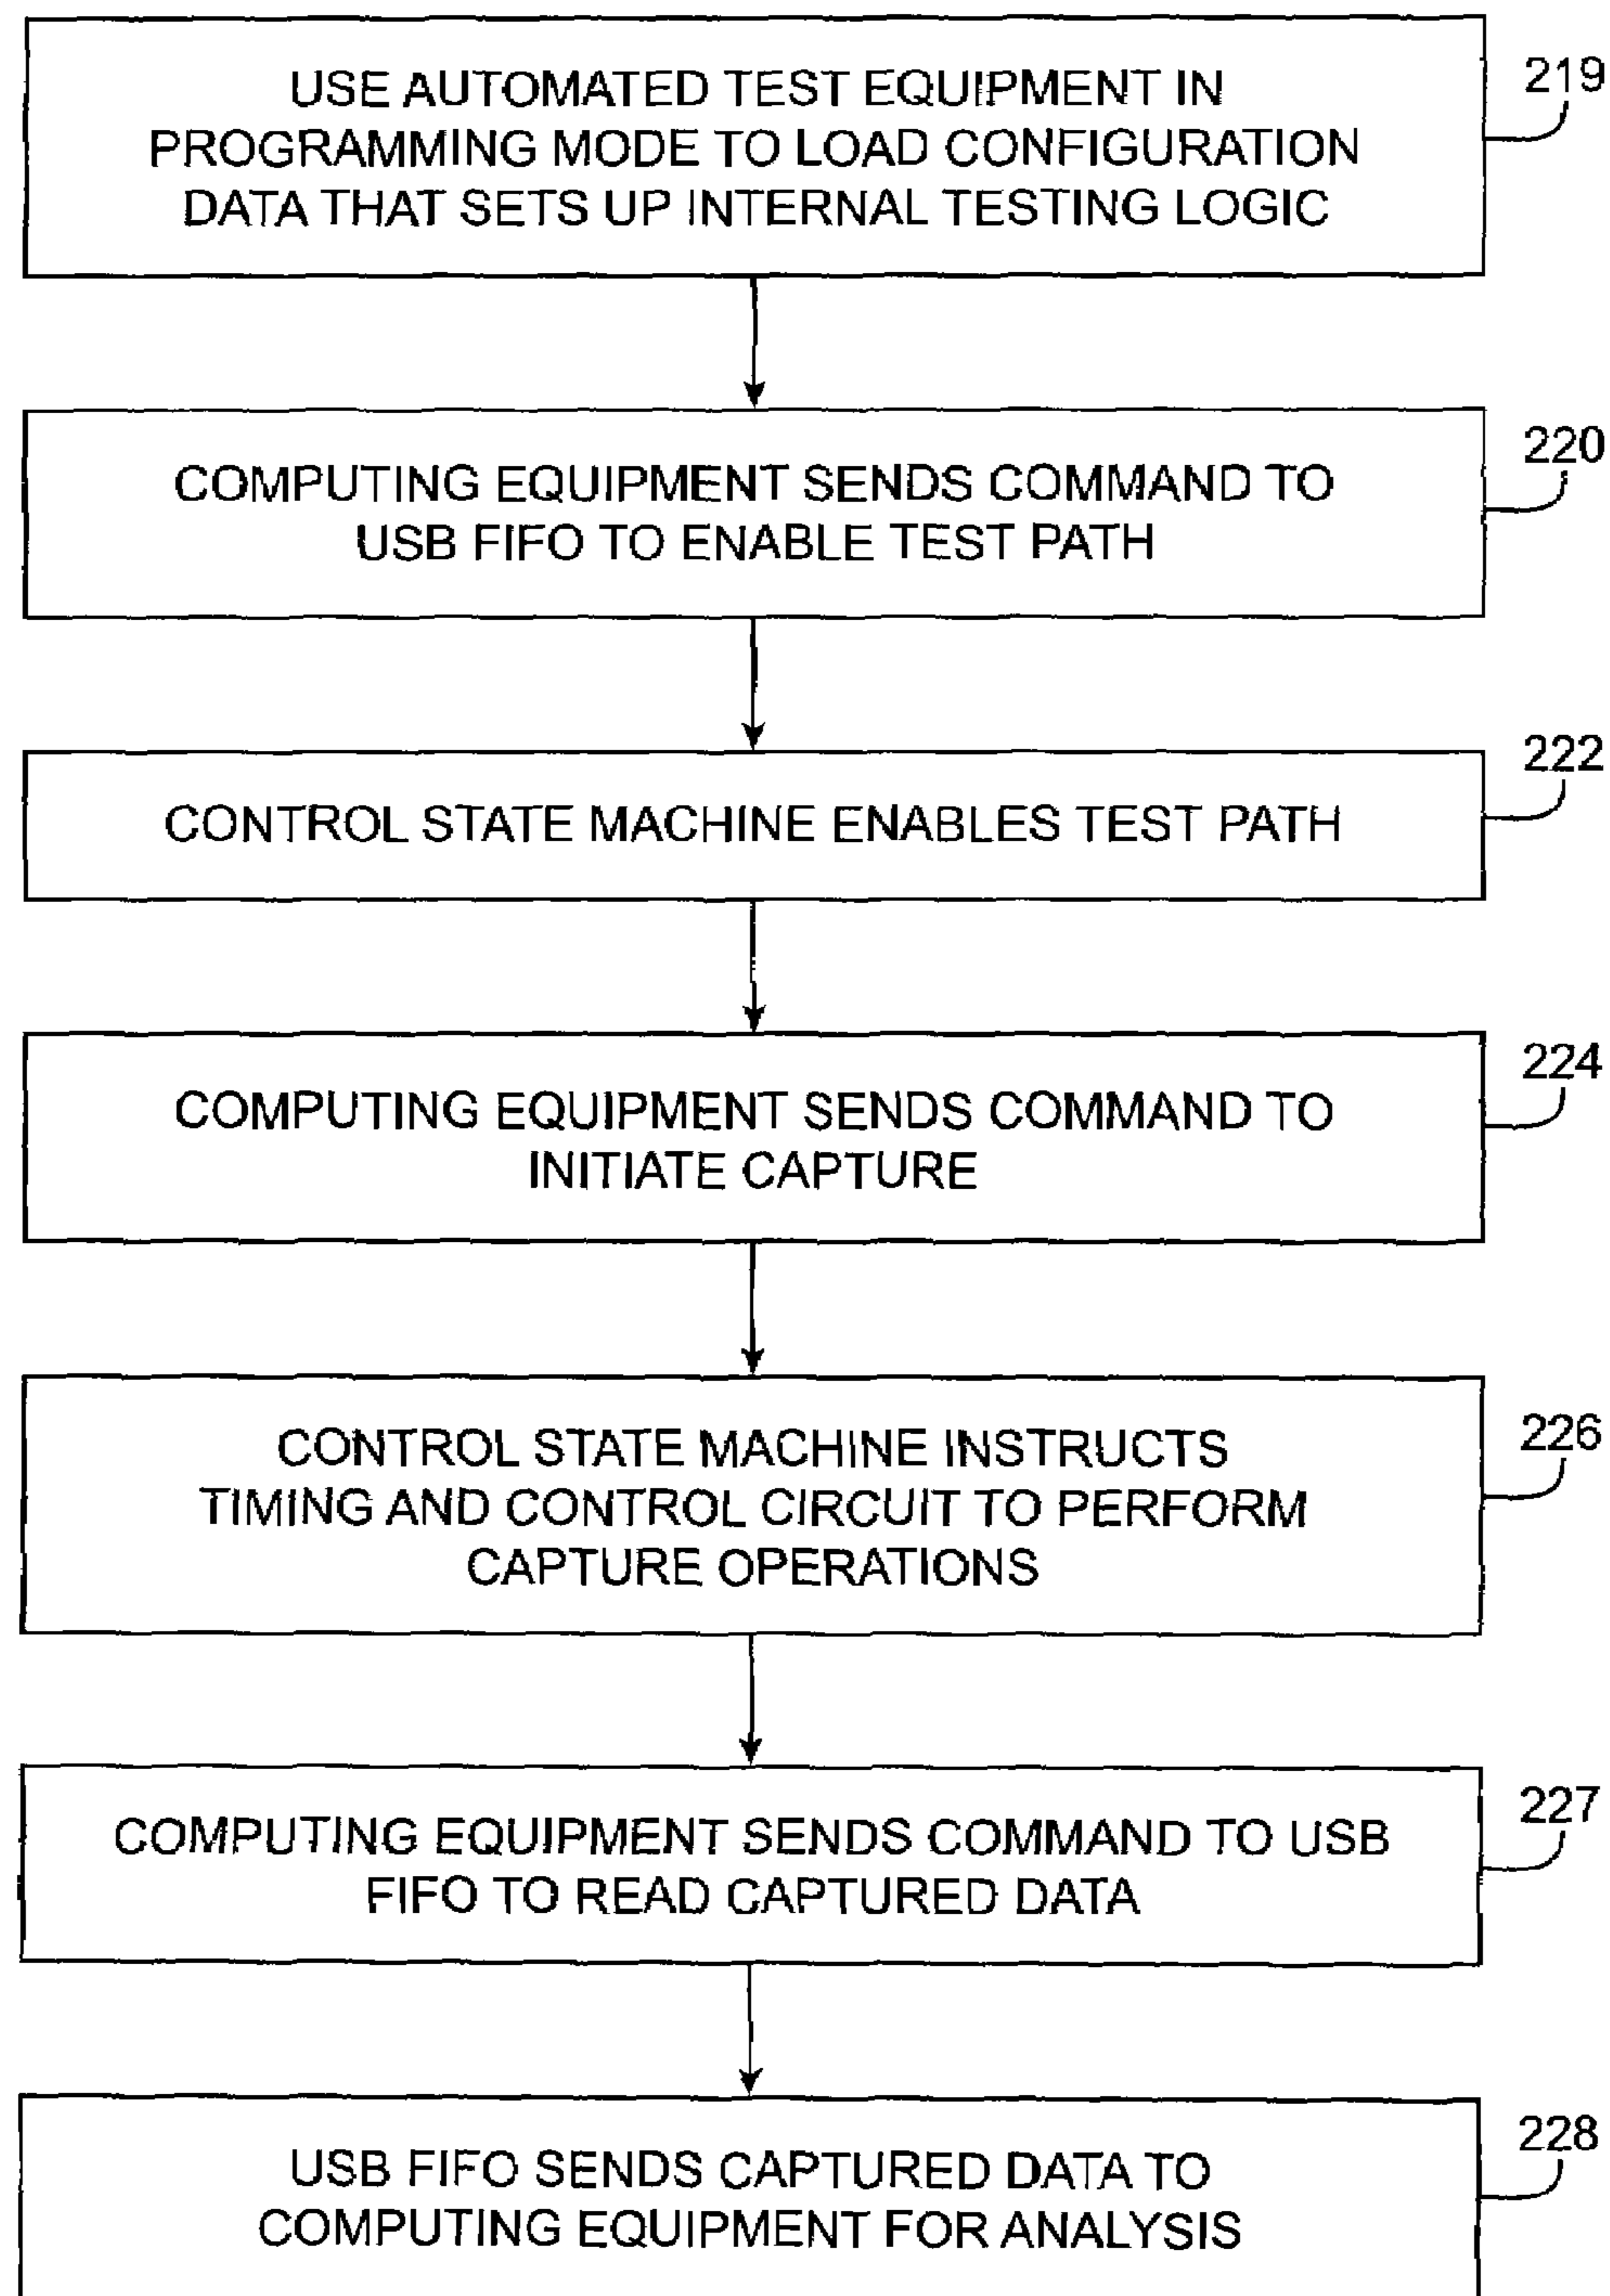 USE AUTOMATED TEST EQUIPMENT IN
PROGRAMMING MODE TO LOAD CONFIGURATION
DATA THAT SETS UP INTERNAL TESTING LOGIC
219
COMPUTING EQUIPMENT SENDS COMMAND TO
USB FIFO TO ENABLE TEST PATH
220
CONTROL STATE MACHINE ENABLES TEST PATH
222
COMPUTING EQUIPMENT SENDS COMMAND TO
INITIATE CAPTURE
224
CONTROL STATE MACHINE INSTRUCTS
TIMING AND CONTROL CIRCUIT TO PERFORM
CAPTURE OPERATIONS
226
COMPUTING EQUIPMENT SENDS COMMAND TO USB
FIFO TO READ CAPTURED DATA
227
USB FIFO SENDS CAPTURED DATA TO
COMPUTING EQUIPMENT FOR ANALYSIS
228